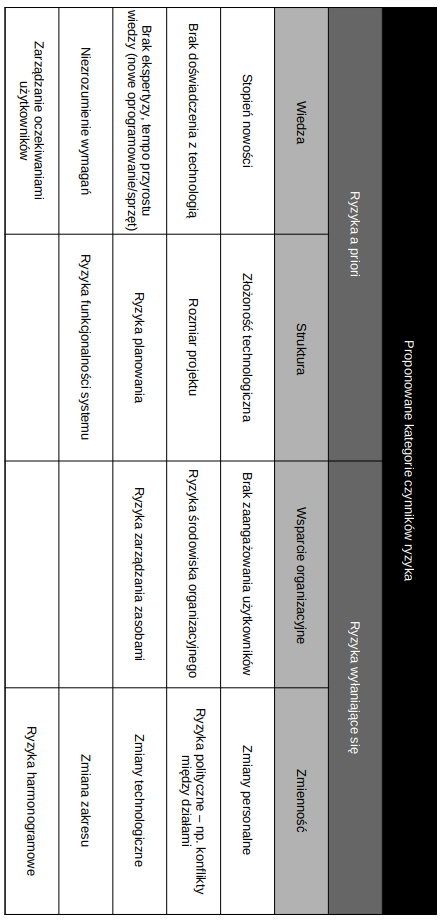 Proponowane kategorie czynników ryzyka
Ryzyka a priori
Ryzyka wyłaniające się
Wiedza
Struktura
Wsparcie organizacyjne
Zmienność
Stopień nowości
Złożoność technologiczna
Brak zaangażowania użytkowników
Zmiany personalne
Brak doświadczenia z technologią
Rozmiar projektu
Ryzyka środowiska organizacyjnego
Ryzyka polityczne – np. konflikty
między działami
Brak ekspertyzy, tempo przyrostu
wiedzy (nowe oprogramowanie/sprzęt)
Ryzyka planowania
Ryzyka zarządzania zasobami
Zmiany technologiczne
Niezrozumienie wymagań
Ryzyka funkcjonalności systemu
Zmiana zakresu
Zarządzanie oczekiwaniami
użytkowników
Ryzyka harmonogramowe